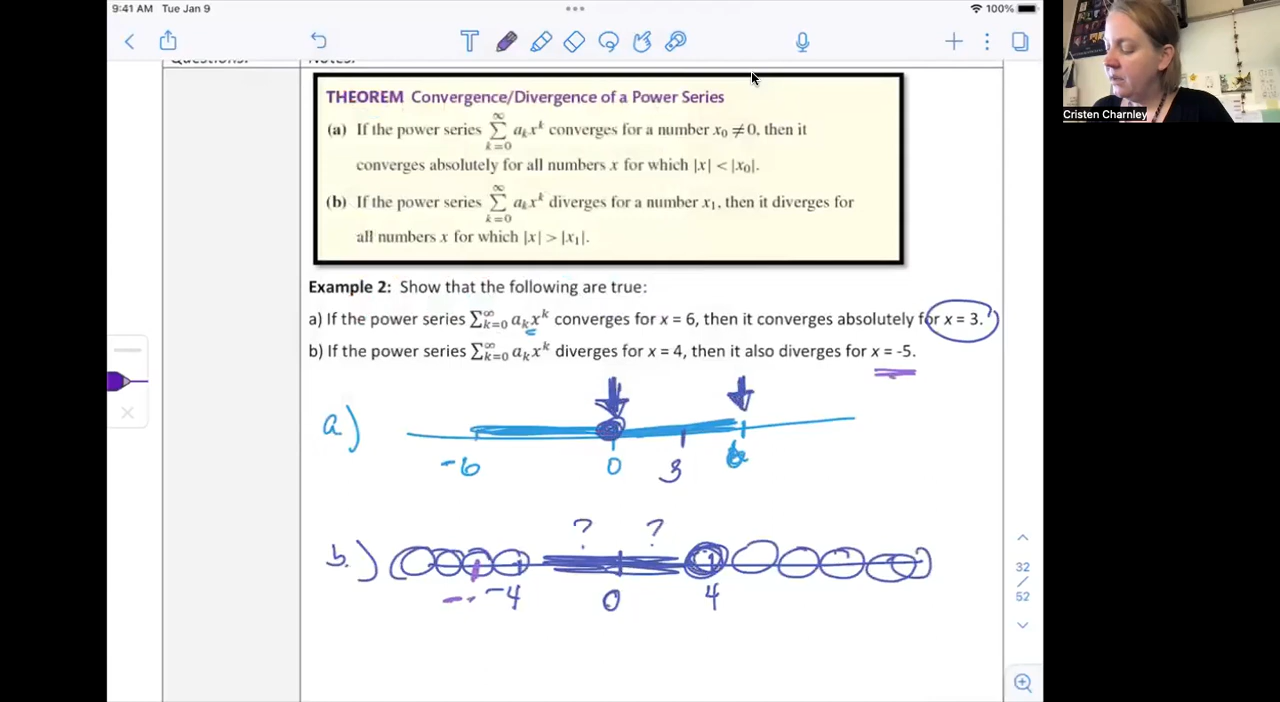 9:41 AM Tue Jan 9
100%
Cristen Charnley
Questions:
Notes:
THEOREM Convergence/Divergence of a Power Series
(a) If the power series ∑_{k=0}^{∞} a_k x^k converges for a number x₀ ≠ 0, then it
converges absolutely for all numbers x for which |x| < |x₀|.
(b) If the power series ∑_{k=0}^{∞} a_k x^k diverges for a number x₁, then it diverges for
all numbers x for which |x| > |x₁|.
Example 2: Show that the following are true:
a) If the power series ∑_{k=0}^{∞} a_k x^k converges for x = 6, then it converges absolutely for x = 3.
b) If the power series ∑_{k=0}^{∞} a_k x^k diverges for x = 4, then it also diverges for x = -5.
a)
-6 0 3 6
b.)
? ?
-4 0 4
32
/
52